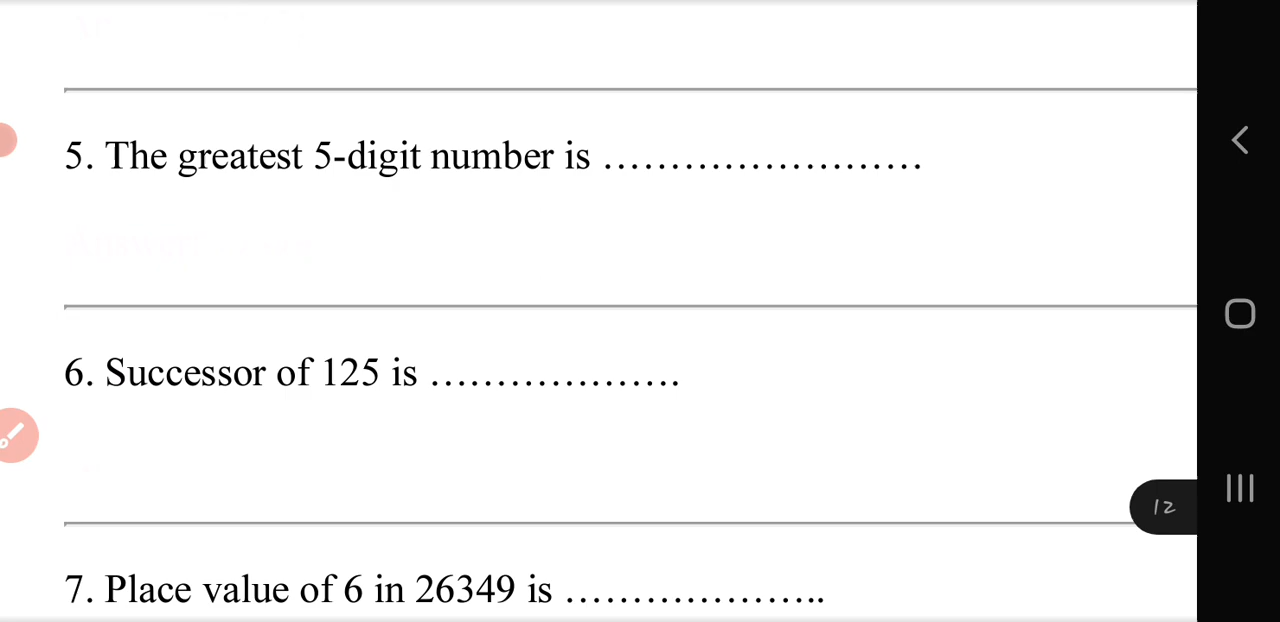 5. The greatest 5-digit number is ........................
6. Successor of 125 is ...................
12
7. Place value of 6 in 26349 is ....................